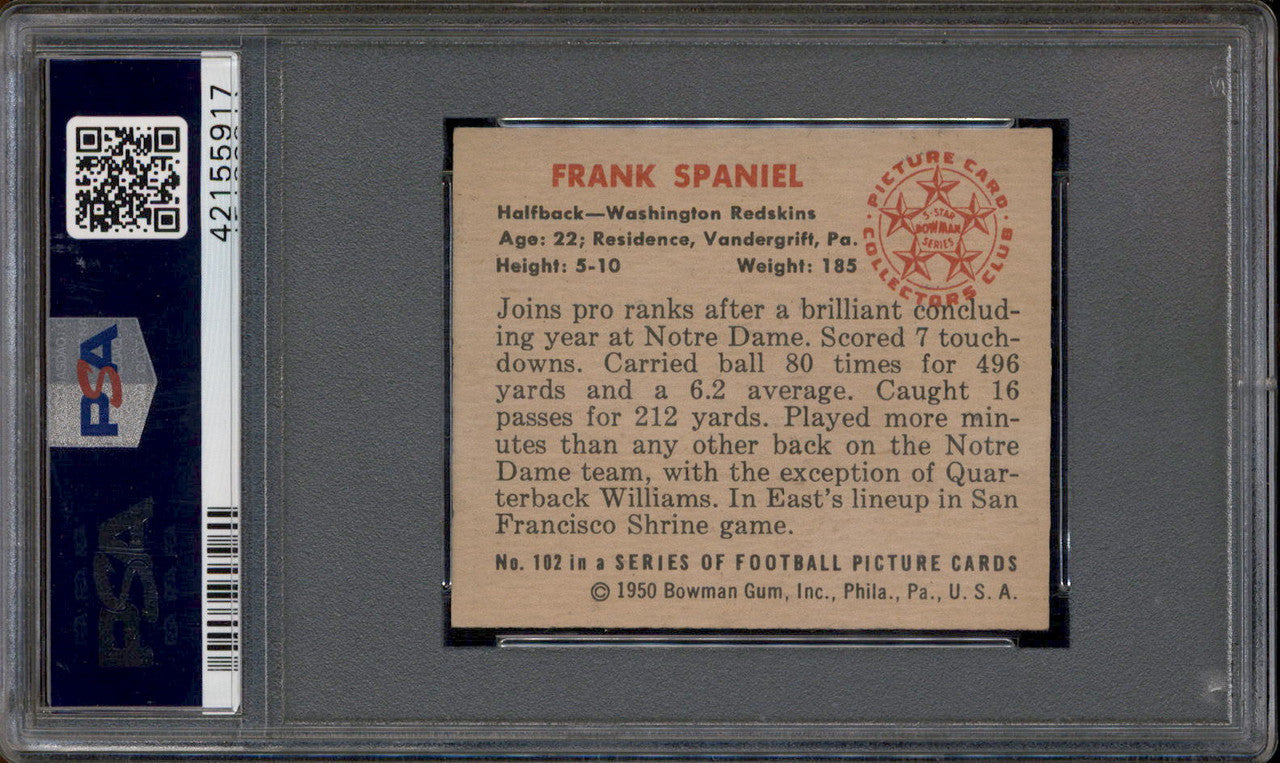 42155917
PSA
PSA
FRANK SPANIEL
Halfback—Washington Redskins
Age: 22; Residence, Vandergrift, Pa.
Height: 5-10 Weight: 185
PICTURE CARD
COLLECTORS CLUB
5-STAR
BOWMAN
SERIES
Joins pro ranks after a brilliant conclud-
ing year at Notre Dame. Scored 7 touch-
downs. Carried ball 80 times for 496
yards and a 6.2 average. Caught 16
passes for 212 yards. Played more min-
utes than any other back on the Notre
Dame team, with the exception of Quar-
terback Williams. In East's lineup in San
Francisco Shrine game.
No. 102 in a SERIES OF FOOTBALL PICTURE CARDS
© 1950 Bowman Gum, Inc., Phila., Pa., U. S. A.